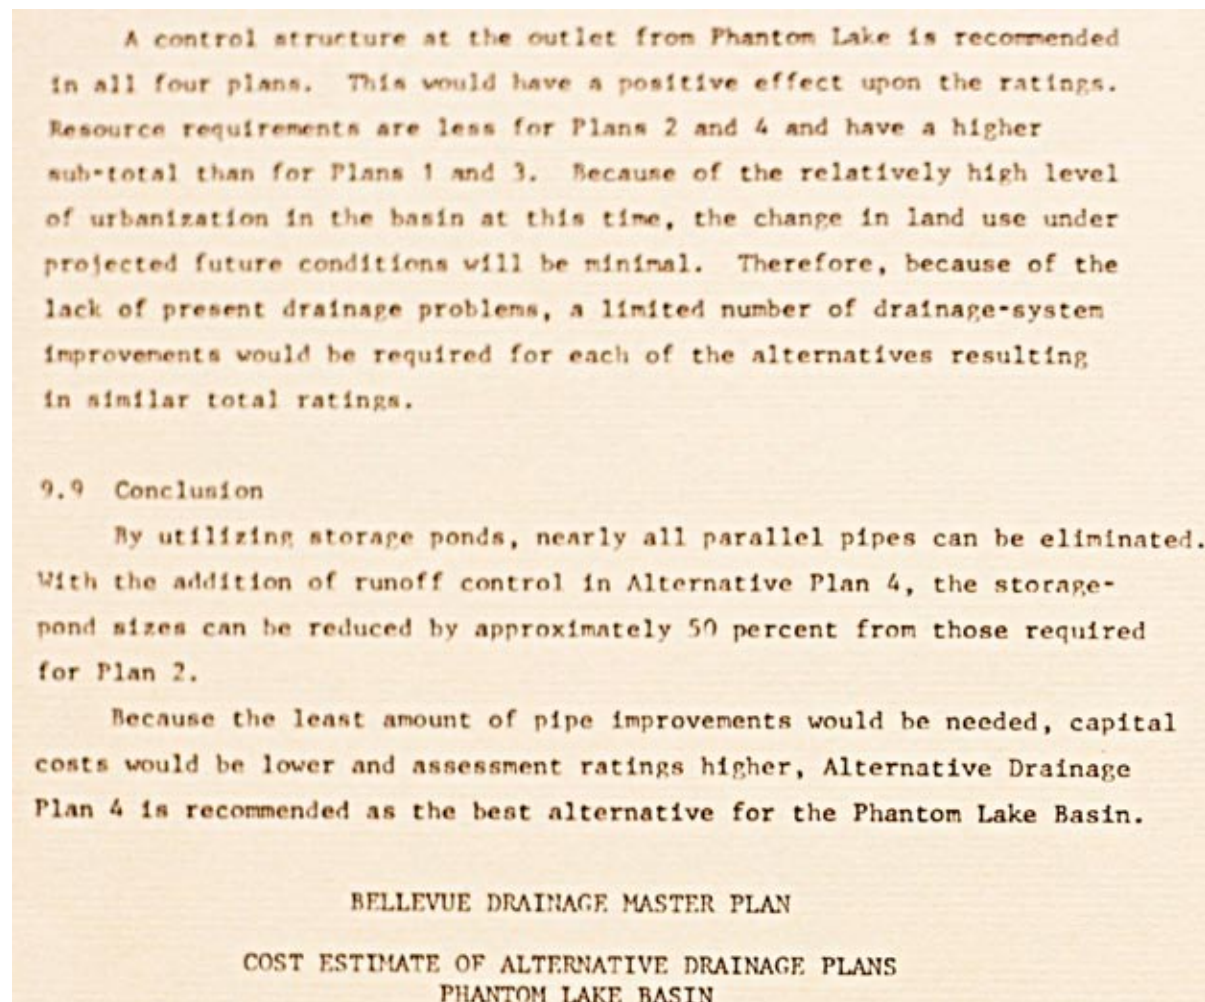 A control structure at the outlet from Phantom Lake is recommended
in all four plans. This would have a positive effect upon the ratings.
Resource requirements are less for Plans 2 and 4 and have a higher
sub-total than for Plans 1 and 3. Because of the relatively high level
of urbanization in the basin at this time, the change in land use under
projected future conditions will be minimal. Therefore, because of the
lack of present drainage problems, a limited number of drainage-system
improvements would be required for each of the alternatives resulting
in similar total ratings.
9.9 Conclusion
By utilizing storage ponds, nearly all parallel pipes can be eliminated.
With the addition of runoff control in Alternative Plan 4, the storage-
pond sizes can be reduced by approximately 50 percent from those required
for Plan 2.
Because the least amount of pipe improvements would be needed, capital
costs would be lower and assessment ratings higher, Alternative Drainage
Plan 4 is recommended as the best alternative for the Phantom Lake Basin.
BELLEVUE DRAINAGE MASTER PLAN
COST ESTIMATE OF ALTERNATIVE DRAINAGE PLANS
PHANTOM LAKE BASIN